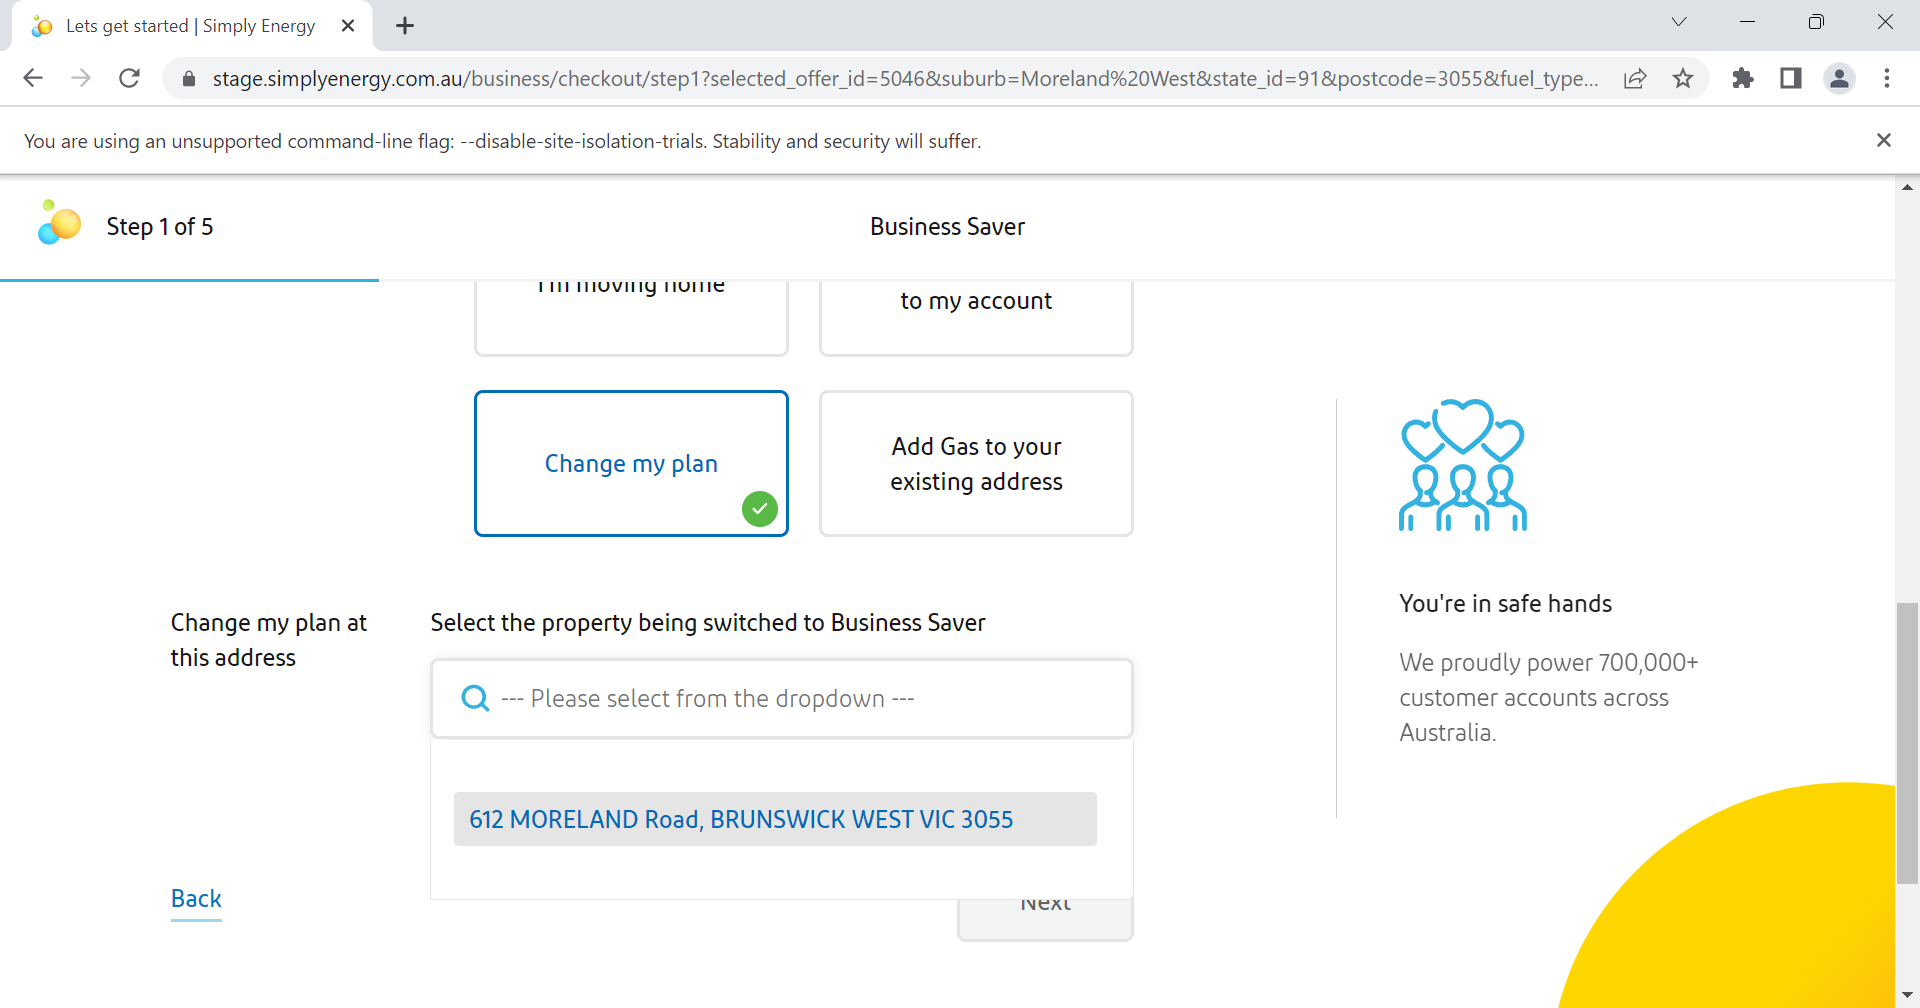 Lets get started | Simply Energy
stage.simplyenergy.com.au/business/checkout/step1?selected_offer_id=5046&suburb=Moreland%20West&state_id=91&postcode=3055&fuel_type...
You are using an unsupported command-line flag: --disable-site-isolation-trials. Stability and security will suffer.
Step 1 of 5
Business Saver
I'm moving home
to my account
Change my plan
Add Gas to your
existing address
Change my plan at
this address
Select the property being switched to Business Saver
--- Please select from the dropdown ---
612 MORELAND Road, BRUNSWICK WEST VIC 3055
Back
Next
You're in safe hands
We proudly power 700,000+
customer accounts across
Australia.